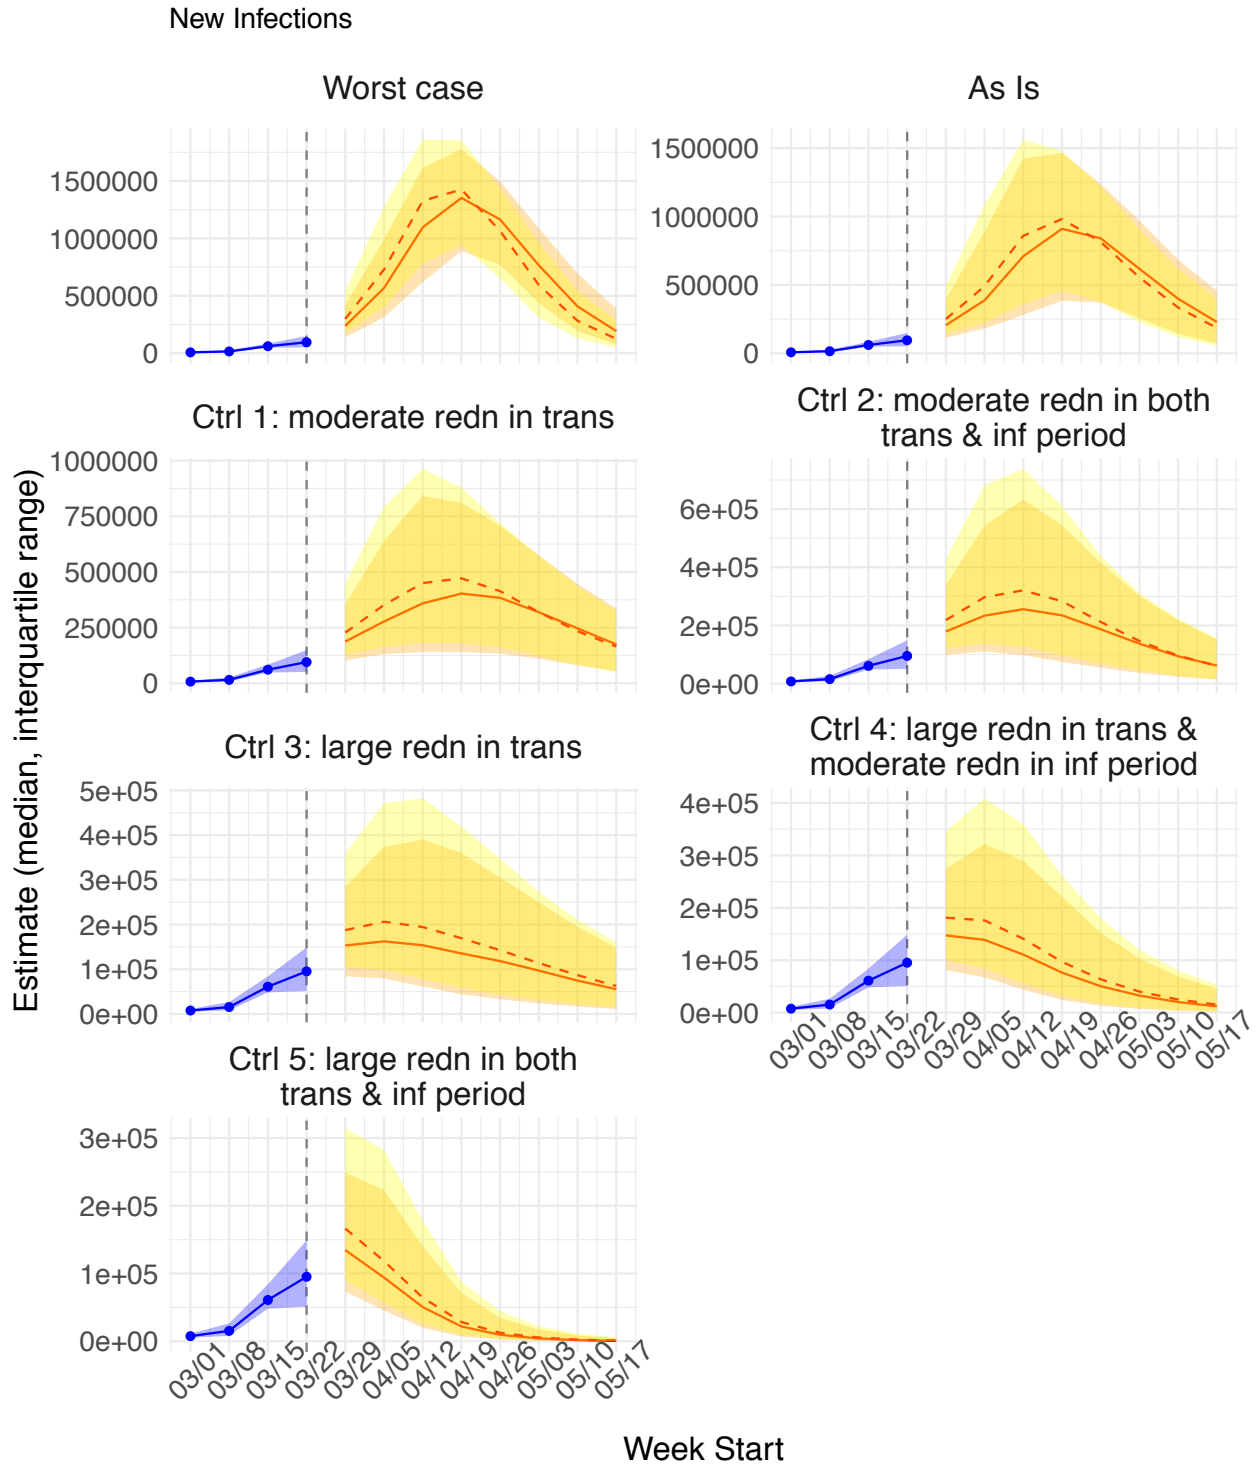 New Infections
Worst case
As Is
1500000
1000000
500000
0
1500000
1000000
500000
0
Ctrl 1: moderate redn in trans
Ctrl 2: moderate redn in both
trans & inf period
1000000
750000
500000
250000
0
6e+05
4e+05
2e+05
0e+00
Ctrl 3: large redn in trans
Ctrl 4: large redn in trans &
moderate redn in inf period
5e+05
4e+05
3e+05
2e+05
1e+05
0e+00
4e+05
3e+05
2e+05
1e+05
0e+00
03/01 03/08 03/15 03/22 03/29 04/05 04/12 04/19 04/26 05/03 05/10 05/17
Ctrl 5: large redn in both
trans & inf period
3e+05
2e+05
1e+05
0e+00
03/01 03/08 03/15 03/22 03/29 04/05 04/12 04/19 04/26 05/03 05/10 05/17
Estimate (median, interquartile range)
Week Start